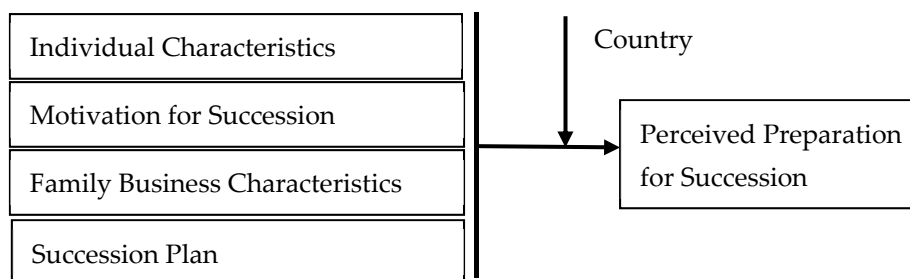 Individual Characteristics
Motivation for Succession
Family Business Characteristics
Succession Plan
Country
Perceived Preparation
for Succession